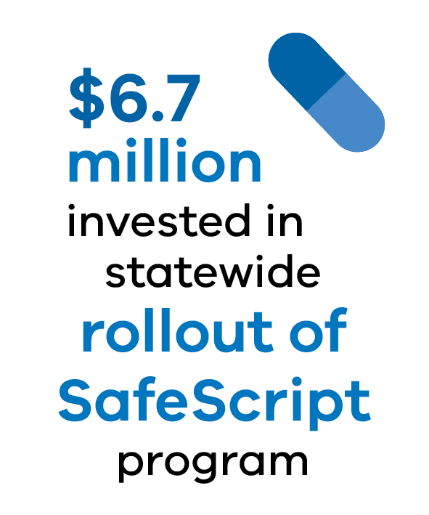 $6.7
million
invested in
statewide
rollout of
SafeScript
program